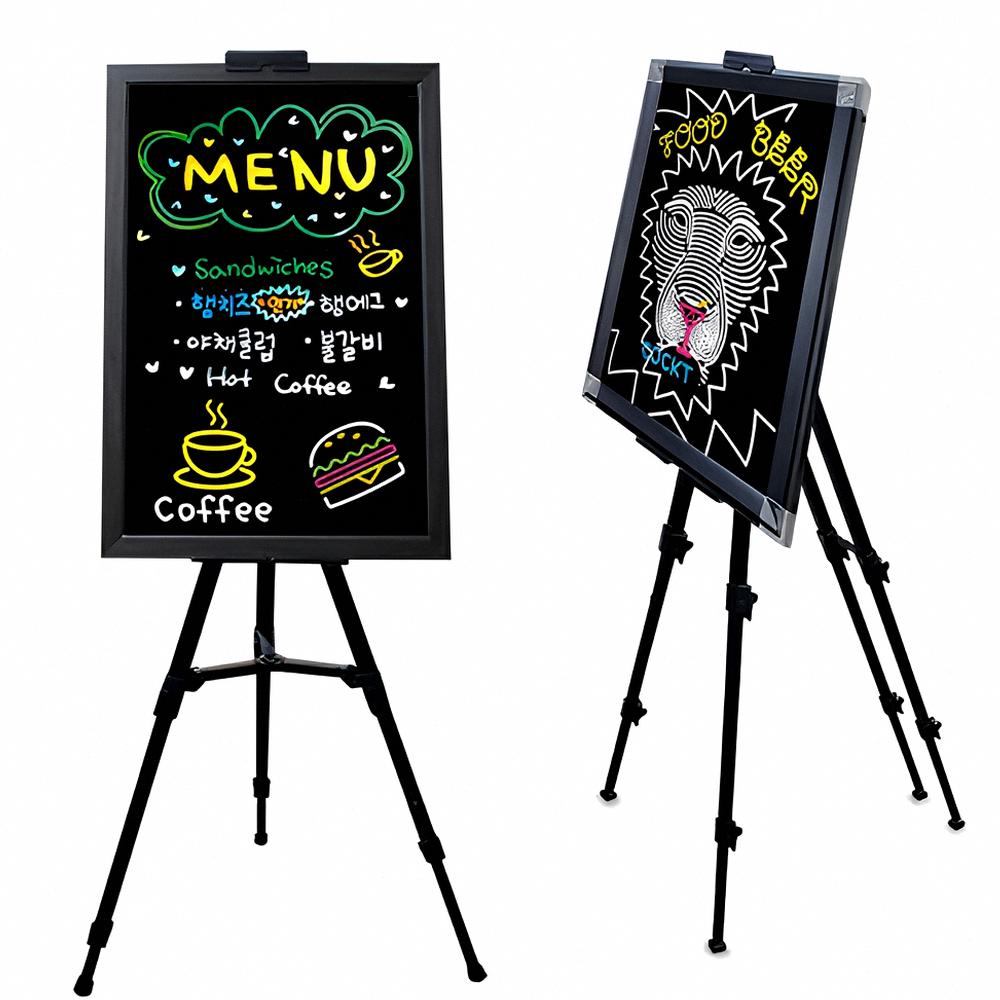 MENU
Sandwiches
· 햄치즈 인기 햄에그
· 야채클럽 · 불갈비
Hot Coffee
Coffee
FOOD BEER
COCKT